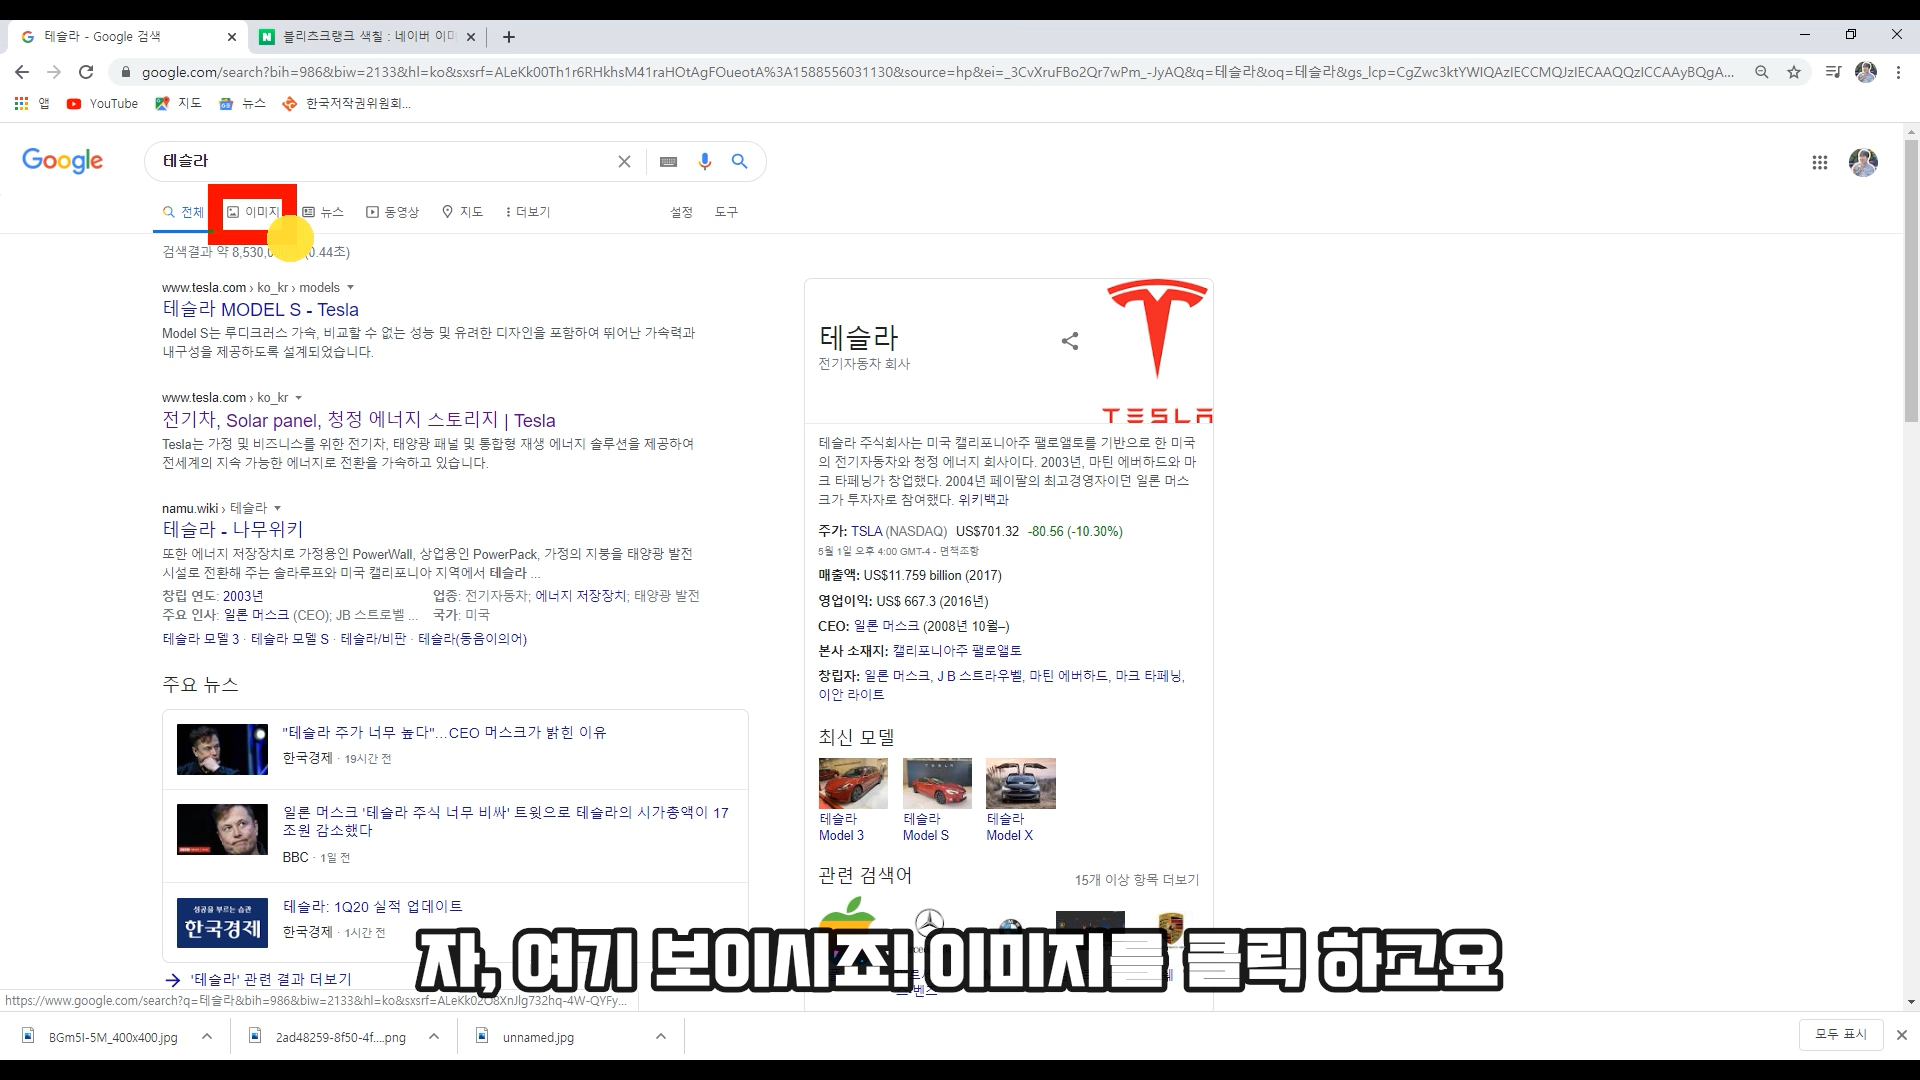 테슬라 - Google 검색
블리츠크랭크 색칠 : 네이버 이미
google.com/search?bih=986&biw=2133&hl=ko&sxsrf=ALeKk00Th1r6RHkhsM41raHOtAgFOueotA%3A1588556031130&source=hp&ei=_3CvXruFBo2Qr7wPm_-JyAQ&q=테슬라&oq=테슬라&gs_lcp=CgZwc3ktYWIQAzIECCMQJzIECAAQQzICCAAyBQgA...
앱 YouTube 지도 뉴스 한국저작권위원회...
Google
테슬라
전체 이미지 뉴스 동영상 지도 더보기 설정 도구
검색결과 약 8,530, (0.44초)
www.tesla.com › ko_kr › models
테슬라 MODEL S - Tesla
Model S는 루디크러스 가속, 비교할 수 없는 성능 및 유려한 디자인을 포함하여 뛰어난 가속력과
내구성을 제공하도록 설계되었습니다.
www.tesla.com › ko_kr
전기차, Solar panel, 청정 에너지 스토리지 | Tesla
Tesla는 가정 및 비즈니스를 위한 전기차, 태양광 패널 및 통합형 재생 에너지 솔루션을 제공하여
전세계의 지속 가능한 에너지로 전환을 가속하고 있습니다.
namu.wiki › 테슬라
테슬라 - 나무위키
또한 에너지 저장장치로 가정용인 PowerWall, 상업용인 PowerPack, 가정의 지붕을 태양광 발전
시설로 전환해 주는 솔라루프와 미국 캘리포니아 지역에서 테슬라 ...
창립 연도: 2003년 업종: 전기자동차; 에너지 저장장치; 태양광 발전
주요 인사: 일론 머스크 (CEO); JB 스트로벨 ... 국가: 미국
테슬라 모델 3 · 테슬라 모델 S · 테슬라/비판 · 테슬라(동음이의어)
주요 뉴스
"테슬라 주가 너무 높다"...CEO 머스크가 밝힌 이유
한국경제 · 19시간 전
일론 머스크 '테슬라 주식 너무 비싸' 트윗으로 테슬라의 시가총액이 17
조원 감소했다
BBC · 1일 전
성공을 부르는 습관
한국경제
테슬라: 1Q20 실적 업데이트
한국경제 · 1시간 전
'테슬라' 관련 결과 더보기
테슬라
전기자동차 회사
TESLA
테슬라 주식회사는 미국 캘리포니아주 팰로앨토를 기반으로 한 미국
의 전기자동차와 청정 에너지 회사이다. 2003년, 마틴 에버하드와 마
크 타페닝가 창업했다. 2004년 페이팔의 최고경영자이던 일론 머스
크가 투자자로 참여했다. 위키백과
주가: TSLA (NASDAQ) US$701.32 -80.56 (-10.30%)
5월 1일 오후 4:00 GMT-4 - 면책조항
매출액: US$11.759 billion (2017)
영업이익: US$ 667.3 (2016년)
CEO: 일론 머스크 (2008년 10월–)
본사 소재지: 캘리포니아주 팰로앨토
창립자: 일론 머스크, J B 스트라우벨, 마틴 에버하드, 마크 타페닝,
이안 라이트
최신 모델
테슬라 Model 3
테슬라 Model S
테슬라 Model X
관련 검색어 15개 이상 항목 더보기
자, 여기 보이시죠 이미지를 클릭 하고요
https://www.google.com/search?q=테슬라&bih=986&biw=2133&hl=ko&sxsrf=ALeKk02O8XnJlg732hq-4W-QYFy...
BGm5I-5M_400x400.jpg 2ad48259-8f50-4f....png unnamed.jpg 모두 표시